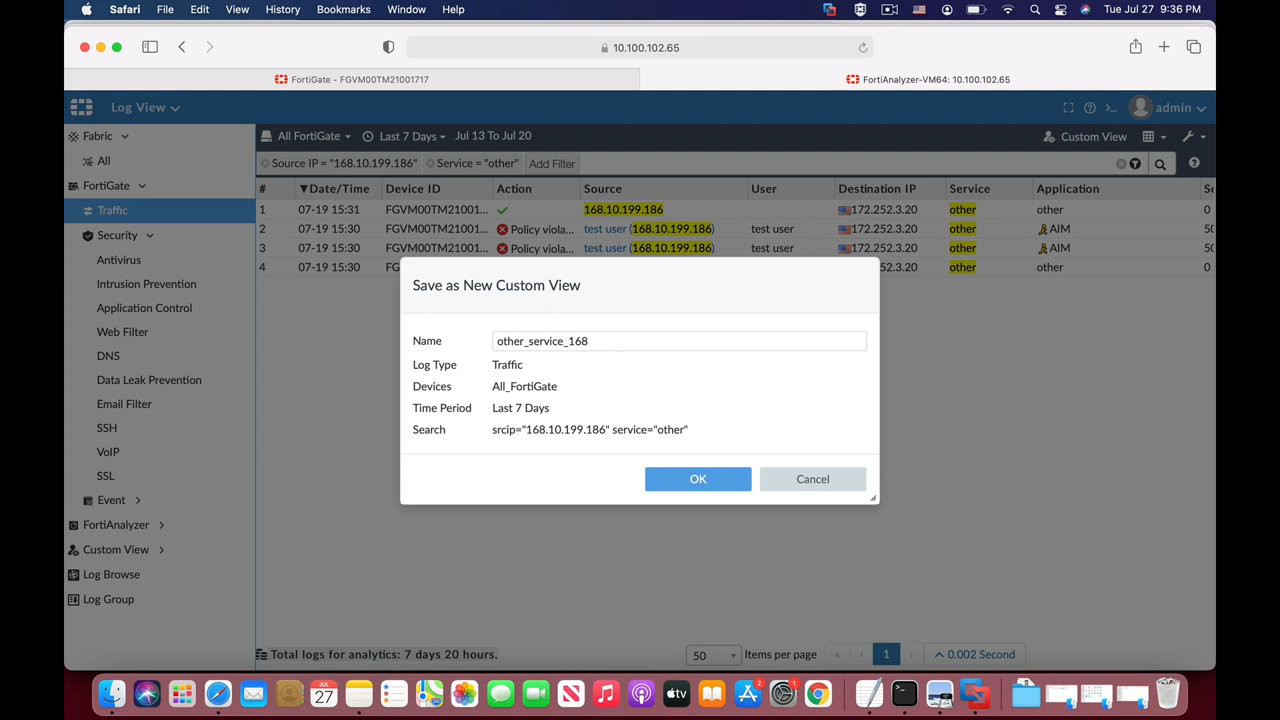 Safari File Edit View History Bookmarks Window Help Tue Jul 27 9:36 PM
10.100.102.65
FortiGate - FGVM00TM21001717 FortiAnalyzer-VM64: 10.100.102.65
Log View admin
Fabric All FortiGate Last 7 Days Jul 13 To Jul 20 Custom View
All Source IP = "168.10.199.186" Service = "other" Add Filter
FortiGate # Date/Time Device ID Action Source User Destination IP Service Application
Traffic 1 07-19 15:31 FGVM00TM21001... 168.10.199.186 172.252.3.20 other other 0
2 07-19 15:30 FGVM00TM21001... Policy viola... test user (168.10.199.186) test user 172.252.3.20 other AIM
Security 3 07-19 15:30 FGVM00TM21001... Policy viola... test user (168.10.199.186) test user 172.252.3.20 other AIM
4 07-19 15:30 other other 0
Antivirus
Intrusion Prevention
Application Control
Web Filter
DNS
Data Leak Prevention
Email Filter
SSH
VoIP
SSL
Event
FortiAnalyzer
Custom View
Log Browse
Log Group
Save as New Custom View
Name other_service_168
Log Type Traffic
Devices All_FortiGate
Time Period Last 7 Days
Search srcip="168.10.199.186" service="other"
OK Cancel
Total logs for analytics: 7 days 20 hours. 50 Items per page « ‹ 1 › 0.002 Second
JUL
27
tv
2
1